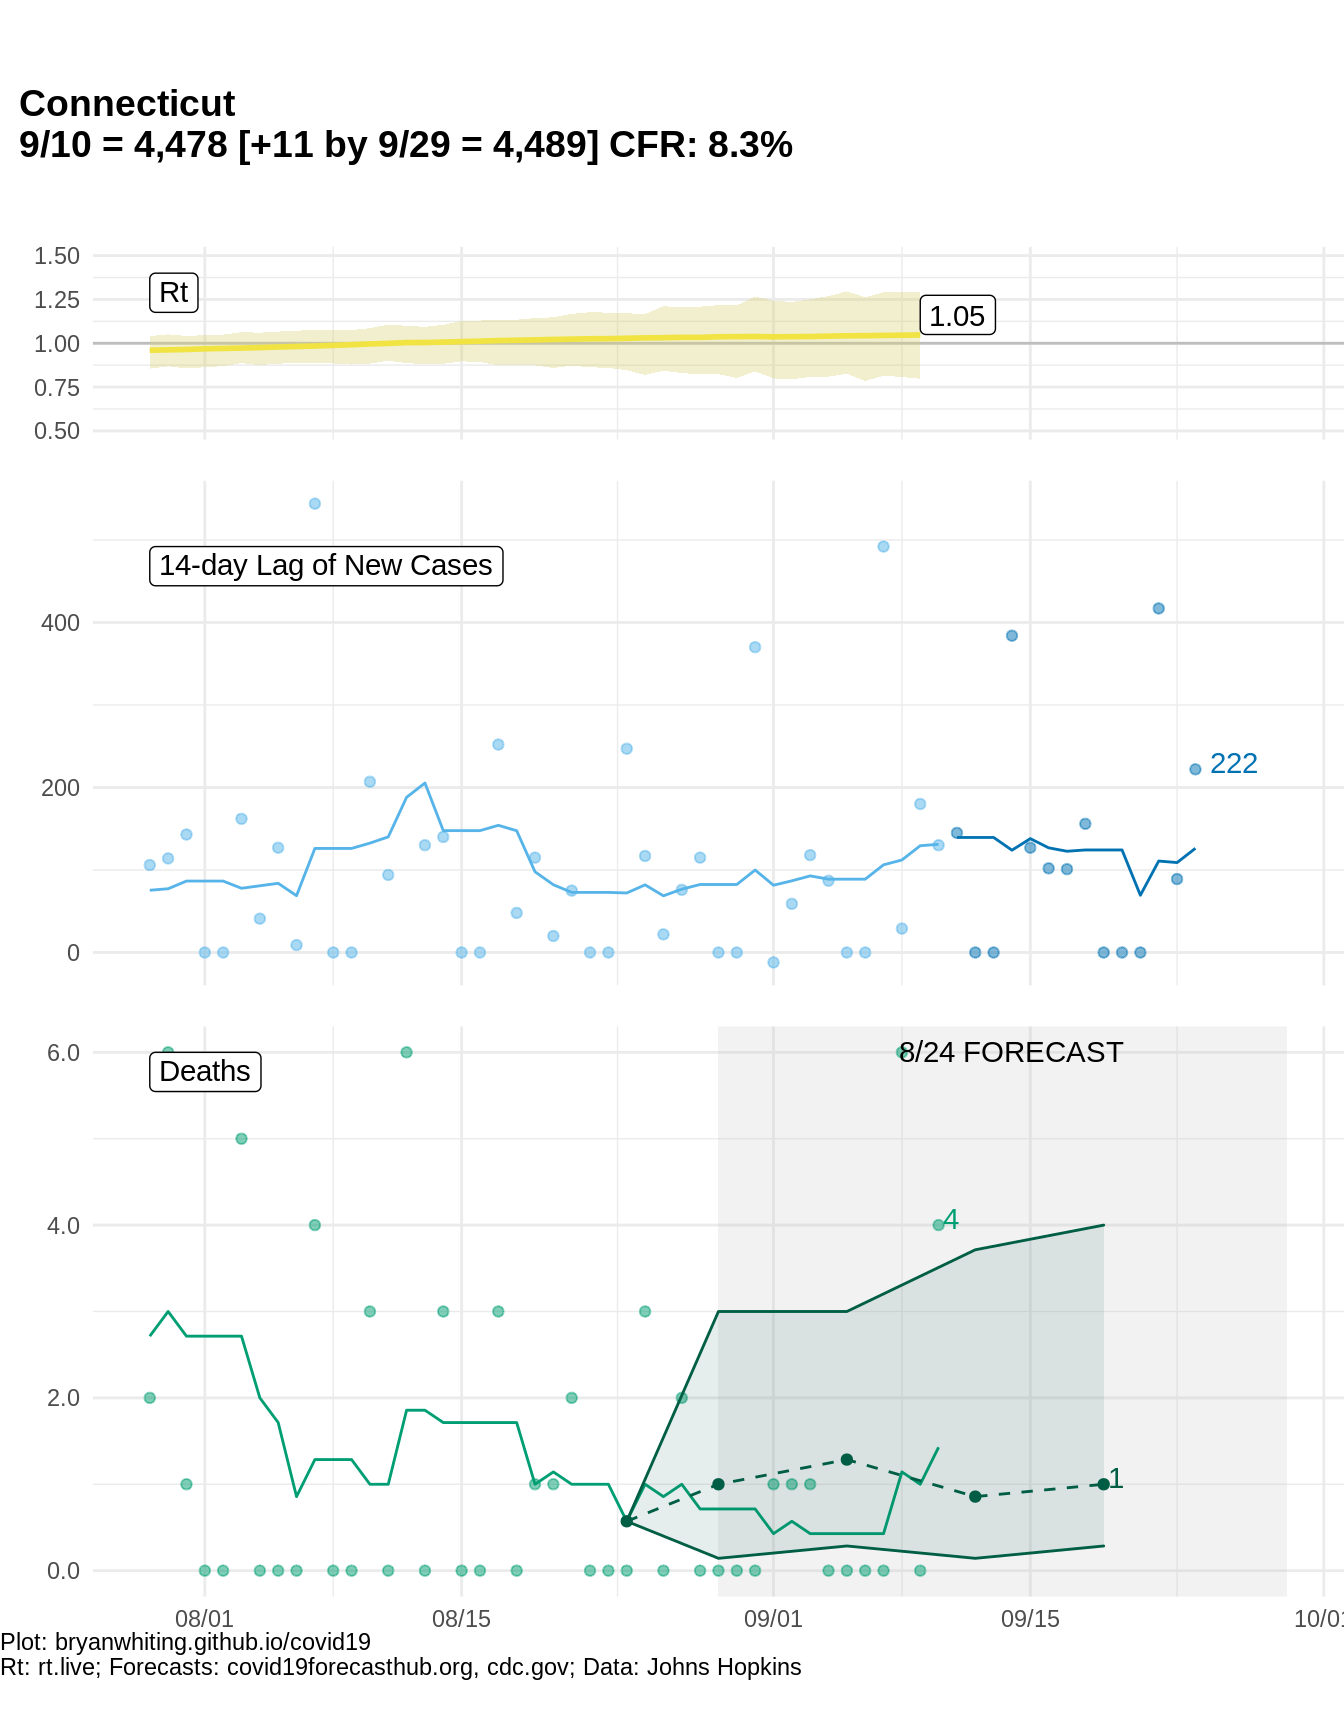 Connecticut
9/10 = 4,478 [+11 by 9/29 = 4,489] CFR: 8.3%
1.50
1.25
1.00
0.75
0.50
Rt
1.05
400
200
0
14-day Lag of New Cases
222
6.0
4.0
2.0
0.0
Deaths
8/24 FORECAST
4
1
08/01 08/15 09/01 09/15 10/01
Plot: bryanwhiting.github.io/covid19
Rt: rt.live; Forecasts: covid19forecasthub.org, cdc.gov; Data: Johns Hopkins